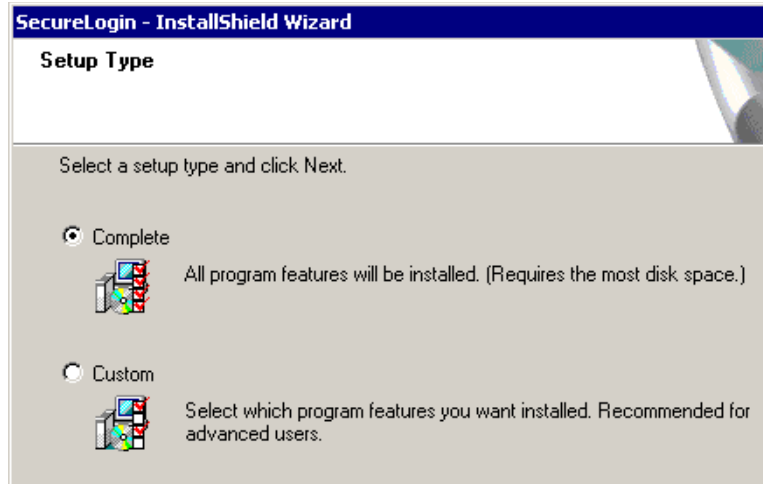 SecureLogin - InstallShield Wizard
Setup Type
Select a setup type and click Next.
Complete
All program features will be installed. (Requires the most disk space.)
Custom
Select which program features you want installed. Recommended for
advanced users.